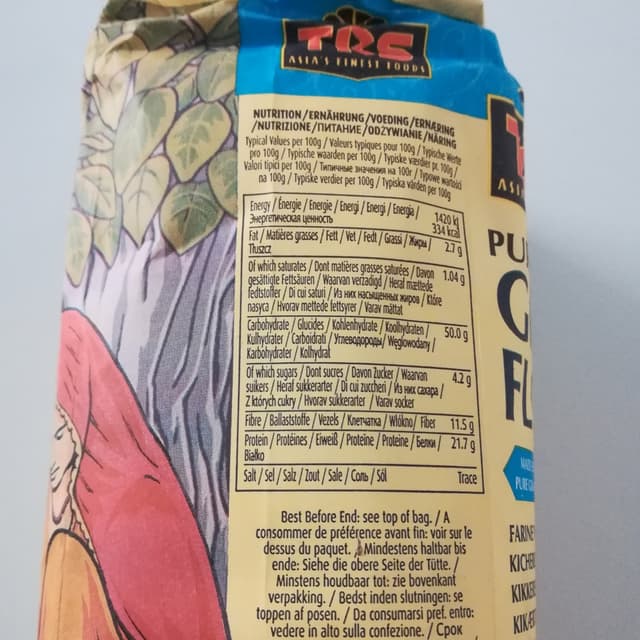 TRS
ASIA'S FINEST FOODS
NUTRITION/ERNÄHRUNG/VOEDING/ERNÆRING
/NUTRIZIONE/ПИТАНИЕ/ODŻYWIANIE/NÄRING
Typical Values per 100g / Valeurs typiques pour 100g / Typische Werte
pro 100g / Typische waarden per 100g / Typiske værdier pr. 100g /
Valori tipici per 100g / Типичные значения на 100г / Typowe wartości
na 100g / Typiske verdier per 100g / Typiska värden per 100g
Energy / Énergie / Energie / Energi / Energi / Energia / 1420 kJ
Энергетическая ценность 334 kcal
Fat / Matières grasses / Fett / Vet / Fedt / Grassi / Жиры / 2.7 g
Tłuszcz
Of which saturates / Dont matières grasses saturées / Davon 1.04 g
gesättigte Fettsäuren / Waarvan verzadigd / Heraf mættede
fedtstoffer / Di cui saturi / Из них насыщенных жиров / Które
nasyca / Hvorav mettede fettsyrer / Varav mättat
Carbohydrate / Glucides / Kohlenhydrate / Koolhydraten / 50.0 g
Kulhydrater / Carboidrati / Углеводороды / Węglowodany /
Karbohydrater / Kolhydrat
Of which sugars / Dont sucres / Davon Zucker / Waarvan 4.2 g
suikers / Heraf sukkerarter / Di cui zuccheri / Из них сахара /
Z których cukry / Hvorav sukkerarter / Varav socker
Fibre / Ballaststoffe / Vezels / Клетчатка / Włókno / Fiber 11.5 g
Protein / Protéines / Eiweiß / Proteïne / Proteine / Белки / 21.7 g
Białko
Salt / Sel / Salz / Zout / Sale / Соль / Söl Trace
Best Before End: see top of bag. / A
consommer de préférence avant fin: voir sur le
dessus du paquet. / Mindestens haltbar bis
ende: Siehe die obere Seite der Tütte. /
Minstens houdbaar tot: zie bovenkant
verpakking. / Bedst inden slutningen: se
toppen af posen. / Da consumarsi pref. entro:
vedere in alto sulla confezione. / Срок
PU
G
FL
FARINE
KICHE
KIKK